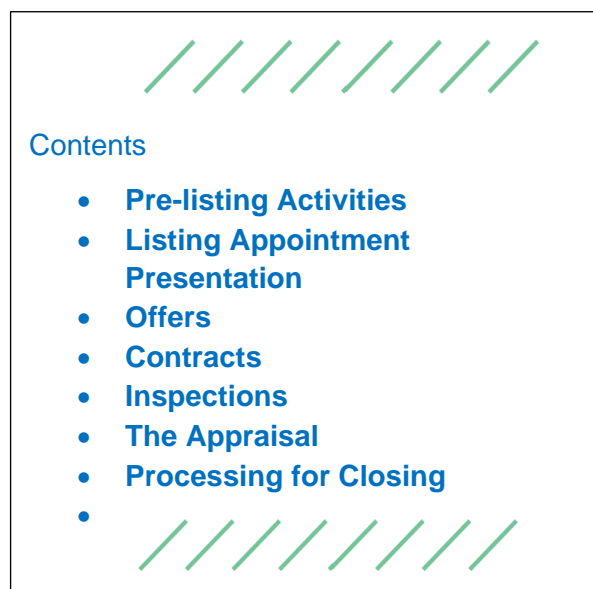 Contents
• Pre-listing Activities
• Listing Appointment
Presentation
• Offers
• Contracts
• Inspections
• The Appraisal
• Processing for Closing
•